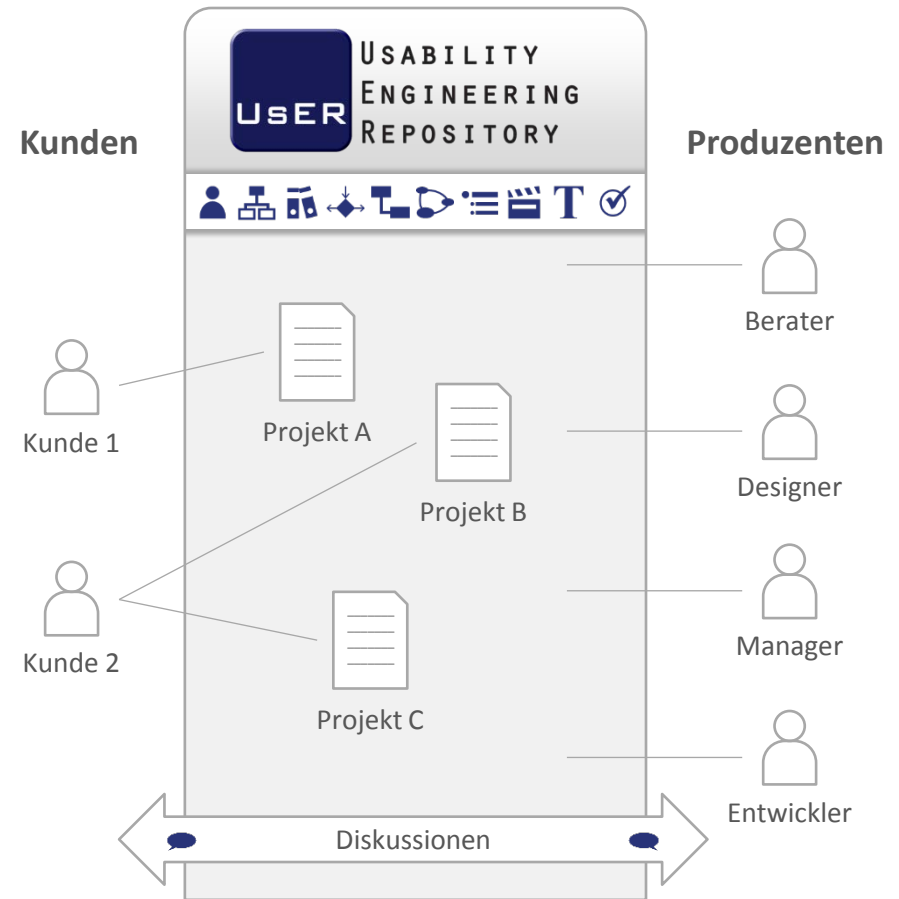 UsER
USABILITY
ENGINEERING
REPOSITORY
Kunden
Produzenten
T
Berater
Kunde 1
Projekt A
Designer
Projekt B
Kunde 2
Manager
Projekt C
Entwickler
Diskussionen